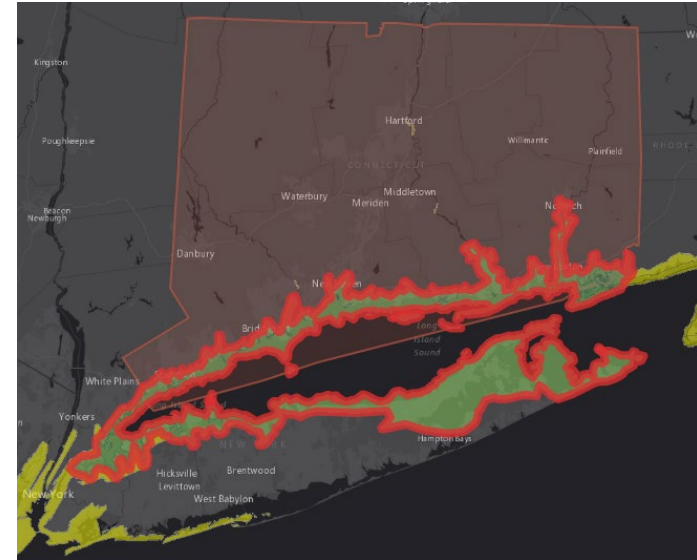 Kingston
Poughkeepsie
Hartford
Willimantic
Plainfield
CONNECTICUT
Waterbury
Middletown
Meriden
Beacon
Newburgh
Danbury
Long
Island
Sound
White Plains
Yonkers
NEW YORK
Hampton Bays
Hicksville
Brentwood
Levittown
West Babylon
New York